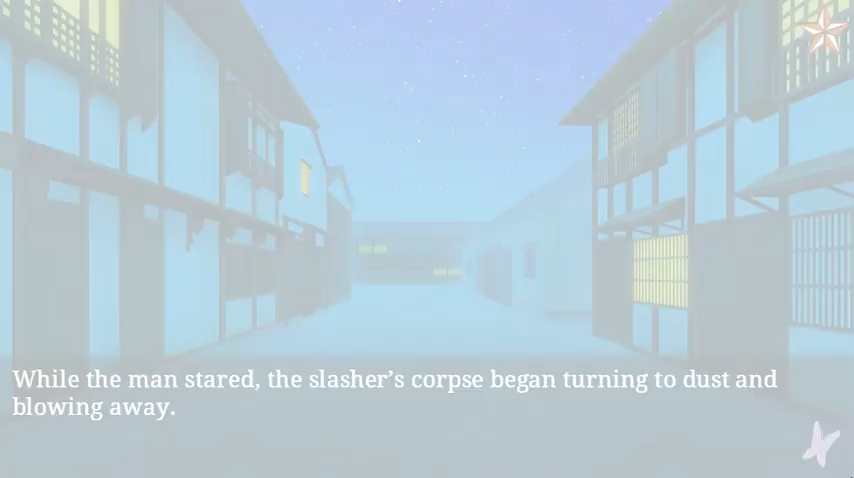 While the man stared, the slasher’s corpse began turning to dust and
blowing away.